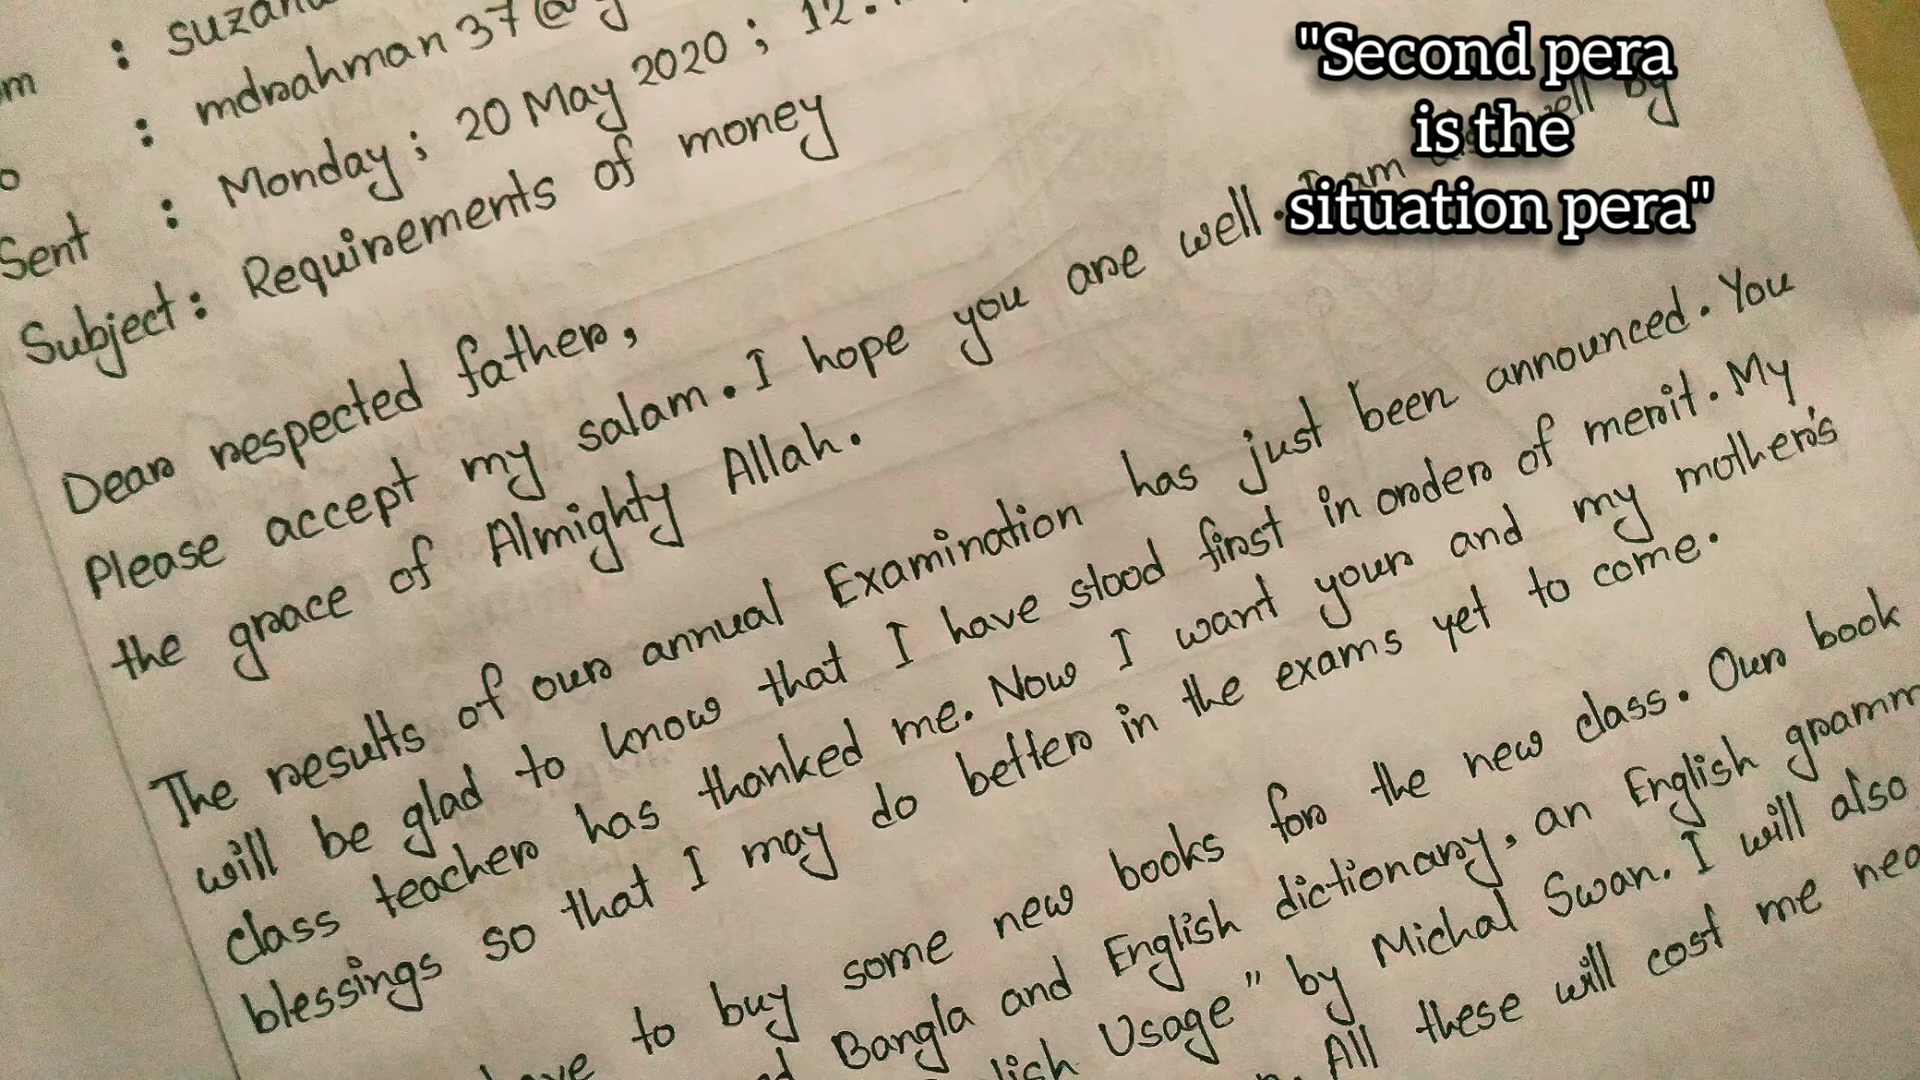 : suzan
: mdrahman37@g
Sent : Monday; 20 May 2020 ; 12.
Subject: Requirements of money
Dear respected father,
Please accept my salam. I hope you are well. I am well by
the grace of Almighty Allah.
The results of our annual Examination has just been announced. You
will be glad to know that I have stood first in order of merit. My
class teacher has thanked me. Now I want your and my mother's
blessings so that I may do better in the exams yet to come.
to buy some new books for the new class. Our book
Bangla and English dictionary, an English gramm
Usage" by Michal Swan. I will also
All these will cost me nea
"Second pera
is the
situation pera"